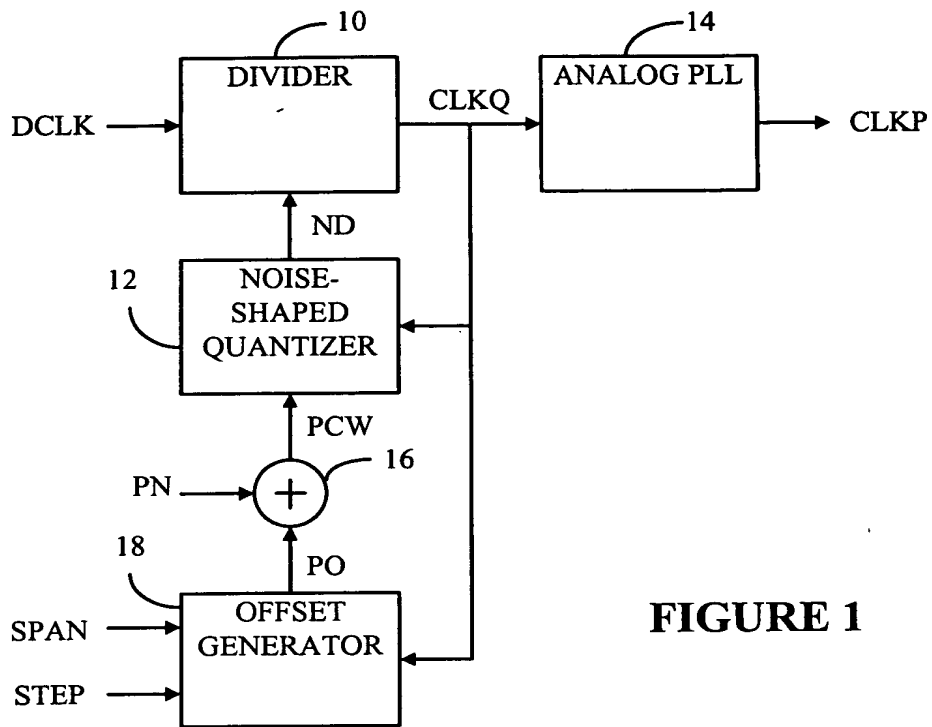 10
14
DIVIDER
ANALOG PLL
DCLK
CLKQ
CLKP
ND
12
NOISE-
SHAPED
QUANTIZER
PCW
16
PN
+
18
PO
OFFSET
GENERATOR
SPAN
STEP
FIGURE 1